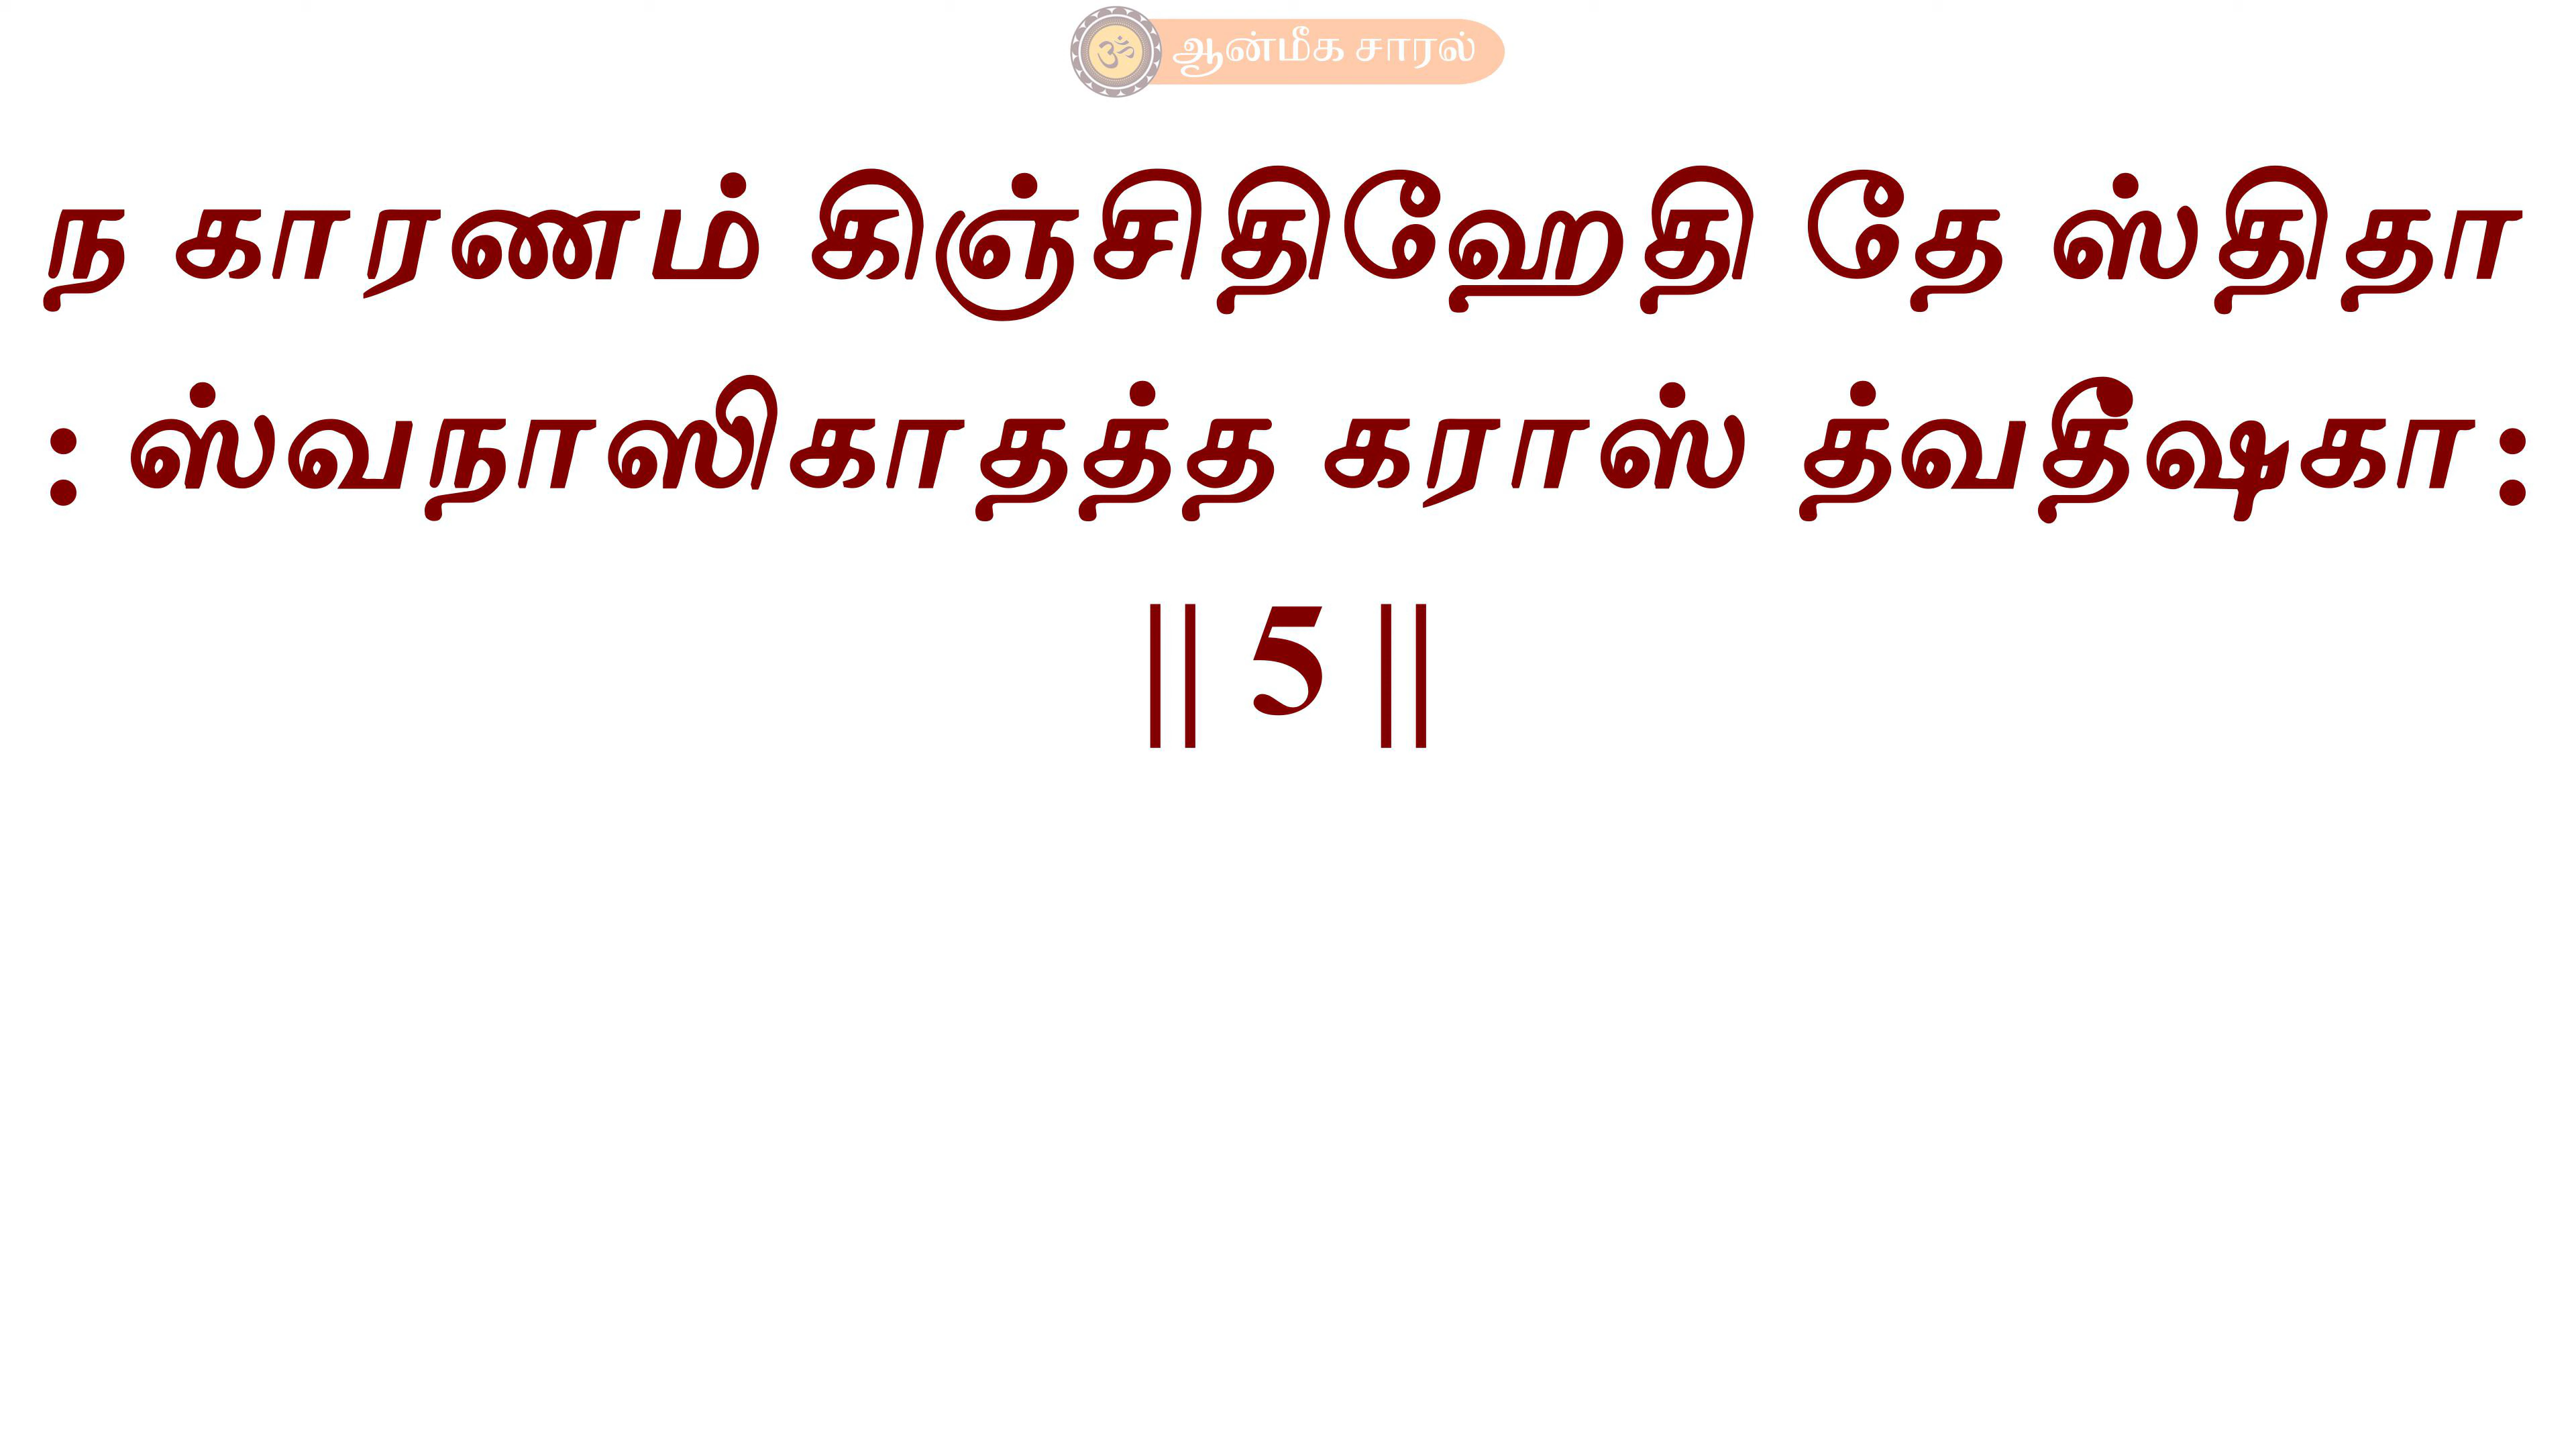 ஆன்மீக சாரல்
ந காரணம் கிஞ்சிதிஹேதி தே ஸ்திதா
: ஸ்வநாஸிகாதத்த கராஸ் த்வதீஷகா:
|| 5 ||